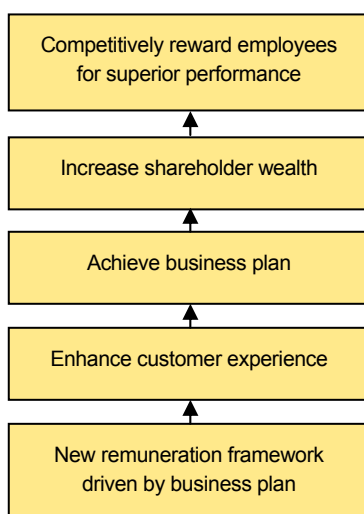 Competitively reward employees
for superior performance
Increase shareholder wealth
Achieve business plan
Enhance customer experience
New remuneration framework
driven by business plan